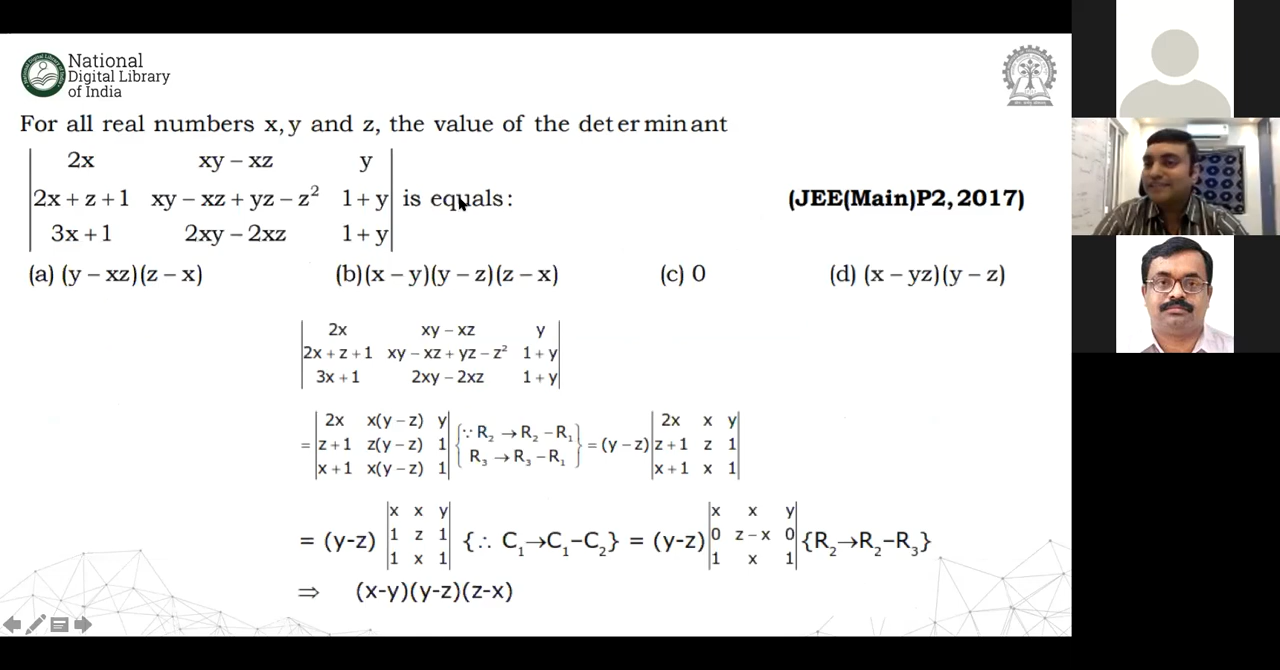 National
Digital Library
of India
For all real numbers x, y and z, the value of the determinant
| 2x xy – xz y |
| 2x + z + 1 xy – xz + yz – z² 1 + y | is equals: (JEE(Main)P2, 2017)
| 3x + 1 2xy – 2xz 1 + y |
(a) (y – xz)(z – x) (b)(x – y)(y – z)(z – x) (c) 0 (d) (x – yz)(y – z)
| 2x xy – xz y |
| 2x + z + 1 xy – xz + yz – z² 1 + y |
| 3x + 1 2xy – 2xz 1 + y |
| 2x x(y – z) y | {∵ R₂ → R₂ – R₁ | 2x x y |
= | z + 1 z(y – z) 1 | = (y – z) | z + 1 z 1 |
| x + 1 x(y – z) 1 | R₃ → R₃ – R₁} | x + 1 x 1 |
| x x y | | x x y |
= (y-z) | 1 z 1 | {∴ C₁→C₁–C₂} = (y-z) | 0 z – x 0 | {R₂→R₂–R₃}
| 1 x 1 | | 1 x 1 |
⇒ (x-y)(y-z)(z-x)